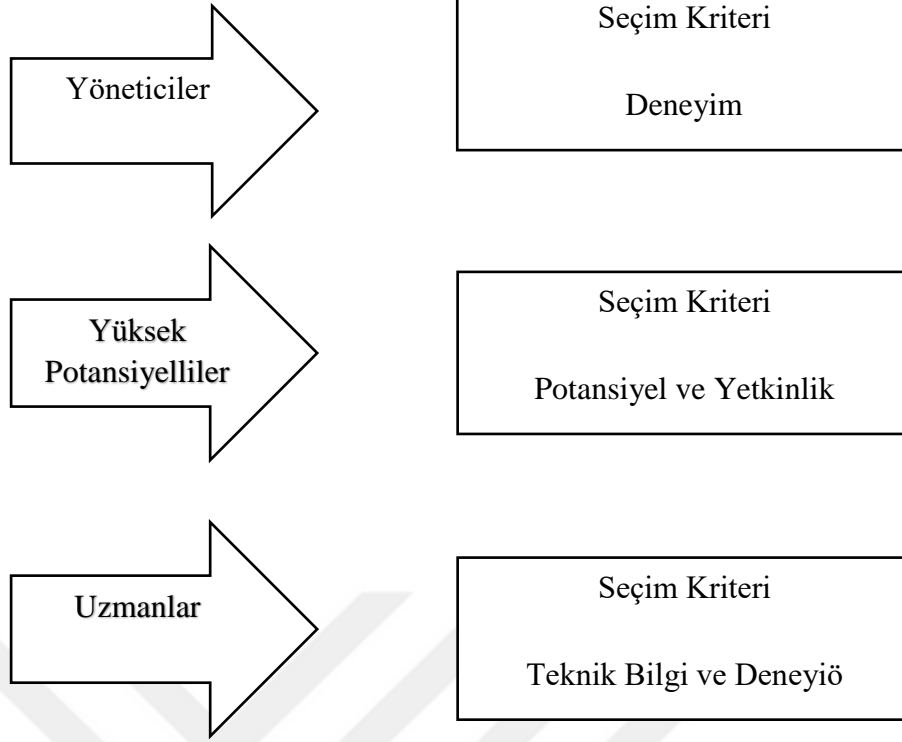 Yöneticiler
Seçim Kriteri
Deneyim
Yüksek
Potansiyelliler
Seçim Kriteri
Potansiyel ve Yetkinlik
Uzmanlar
Seçim Kriteri
Teknik Bilgi ve Deneyiö